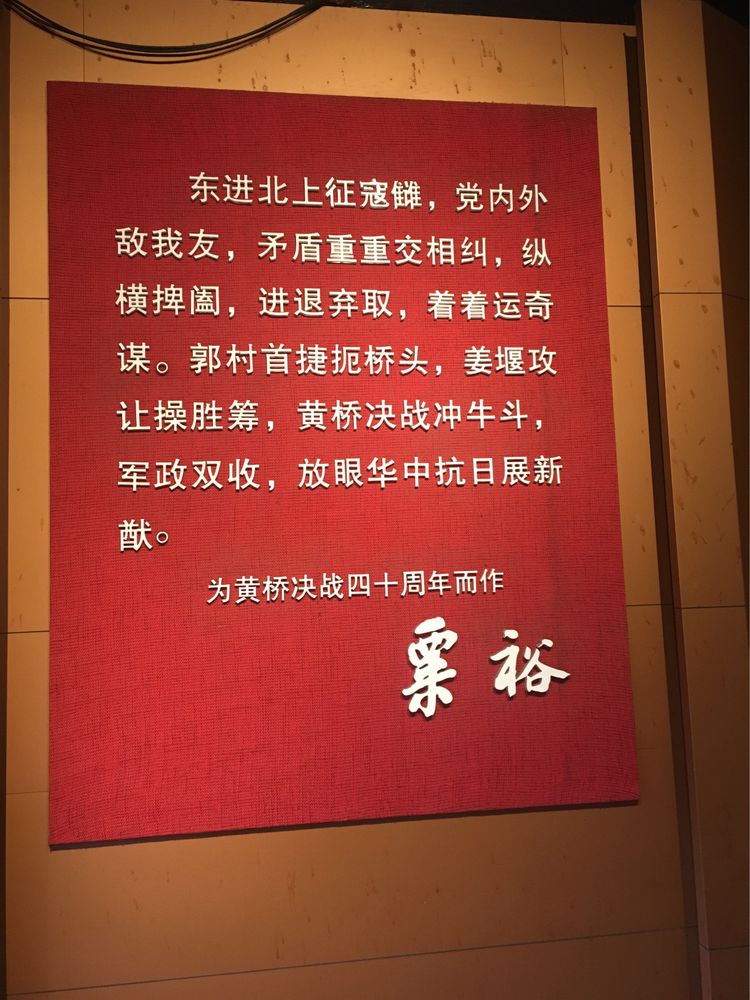 东进北上征寇雠，党内外
敌我友，矛盾重重交相纠，纵
横捭阖，进退弃取，着着运奇
谋。郭村首捷扼桥头，姜堰攻
让操胜筹，黄桥决战冲牛斗，
军政双收，放眼华中抗日展新
猷。
为黄桥决战四十周年而作
粟裕